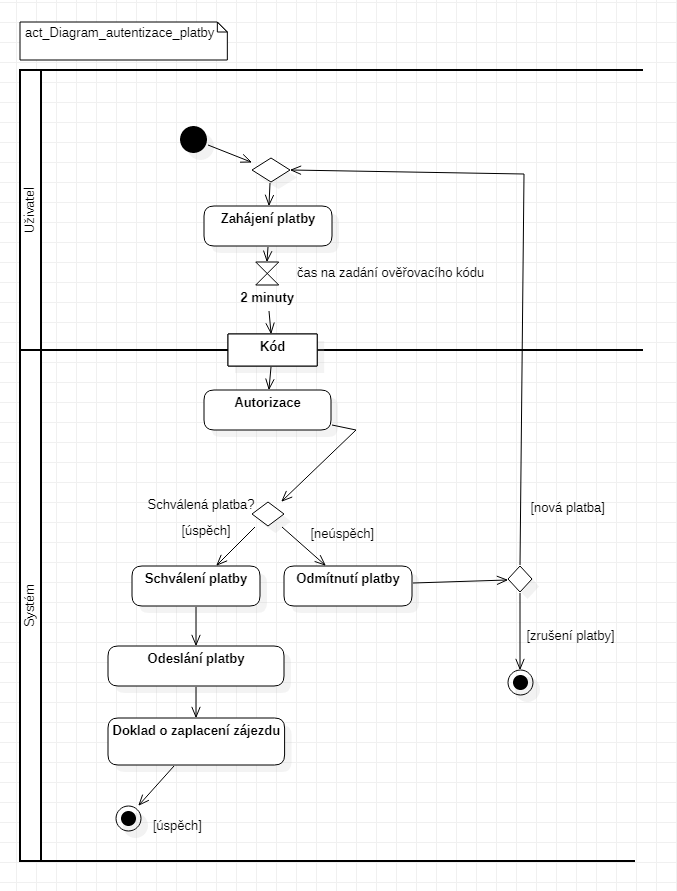 act_Diagram_autentizace_platby
Uživatel
Zahájení platby
čas na zadání ověřovacího kódu
2 minuty
Kód
Systém
Autorizace
Schválená platba?
[úspěch]
[neúspěch]
[nová platba]
Schválení platby
Odmítnutí platby
[zrušení platby]
Odeslání platby
Doklad o zaplacení zájezdu
[úspěch]